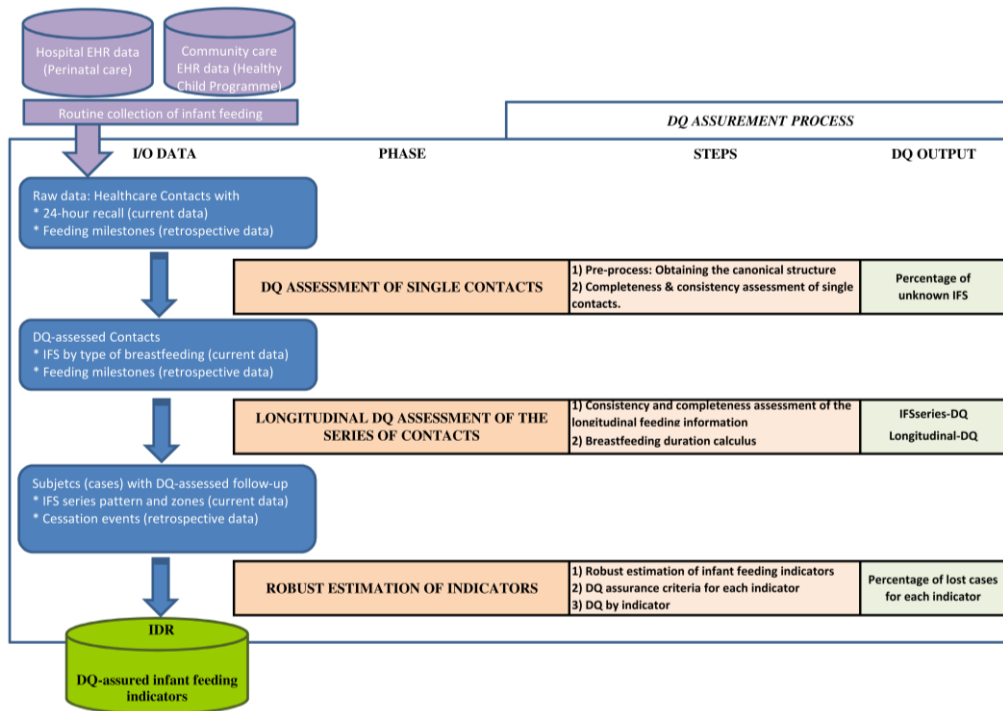 Hospital EHR data
(Perinatal care)
Community care
EHR data (Healthy
Child Programme)
Routine collection of infant feeding
DQ ASSUREMENT PROCESS
I/O DATA
PHASE
STEPS
DQ OUTPUT
Raw data: Healthcare Contacts with
* 24-hour recall (current data)
* Feeding milestones (retrospective data)
DQ ASSESSMENT OF SINGLE CONTACTS
1) Pre-process: Obtaining the canonical structure
2) Completeness & consistency assessment of single
contacts.
Percentage of
unknown IFS
DQ-assessed Contacts
* IFS by type of breastfeeding (current data)
* Feeding milestones (retrospective data)
LONGITUDINAL DQ ASSESSMENT OF THE
SERIES OF CONTACTS
1) Consistency and completeness assessment of the
longitudinal feeding information
2) Breastfeeding duration calculus
IFSseries-DQ
Longitudinal-DQ
Subjetcs (cases) with DQ-assessed follow-up
* IFS series pattern and zones (current data)
* Cessation events (retrospective data)
ROBUST ESTIMATION OF INDICATORS
1) Robust estimation of infant feeding indicators
2) DQ assurance criteria for each indicator
3) DQ by indicator
Percentage of lost cases
for each indicator
IDR
DQ-assured infant feeding
indicators